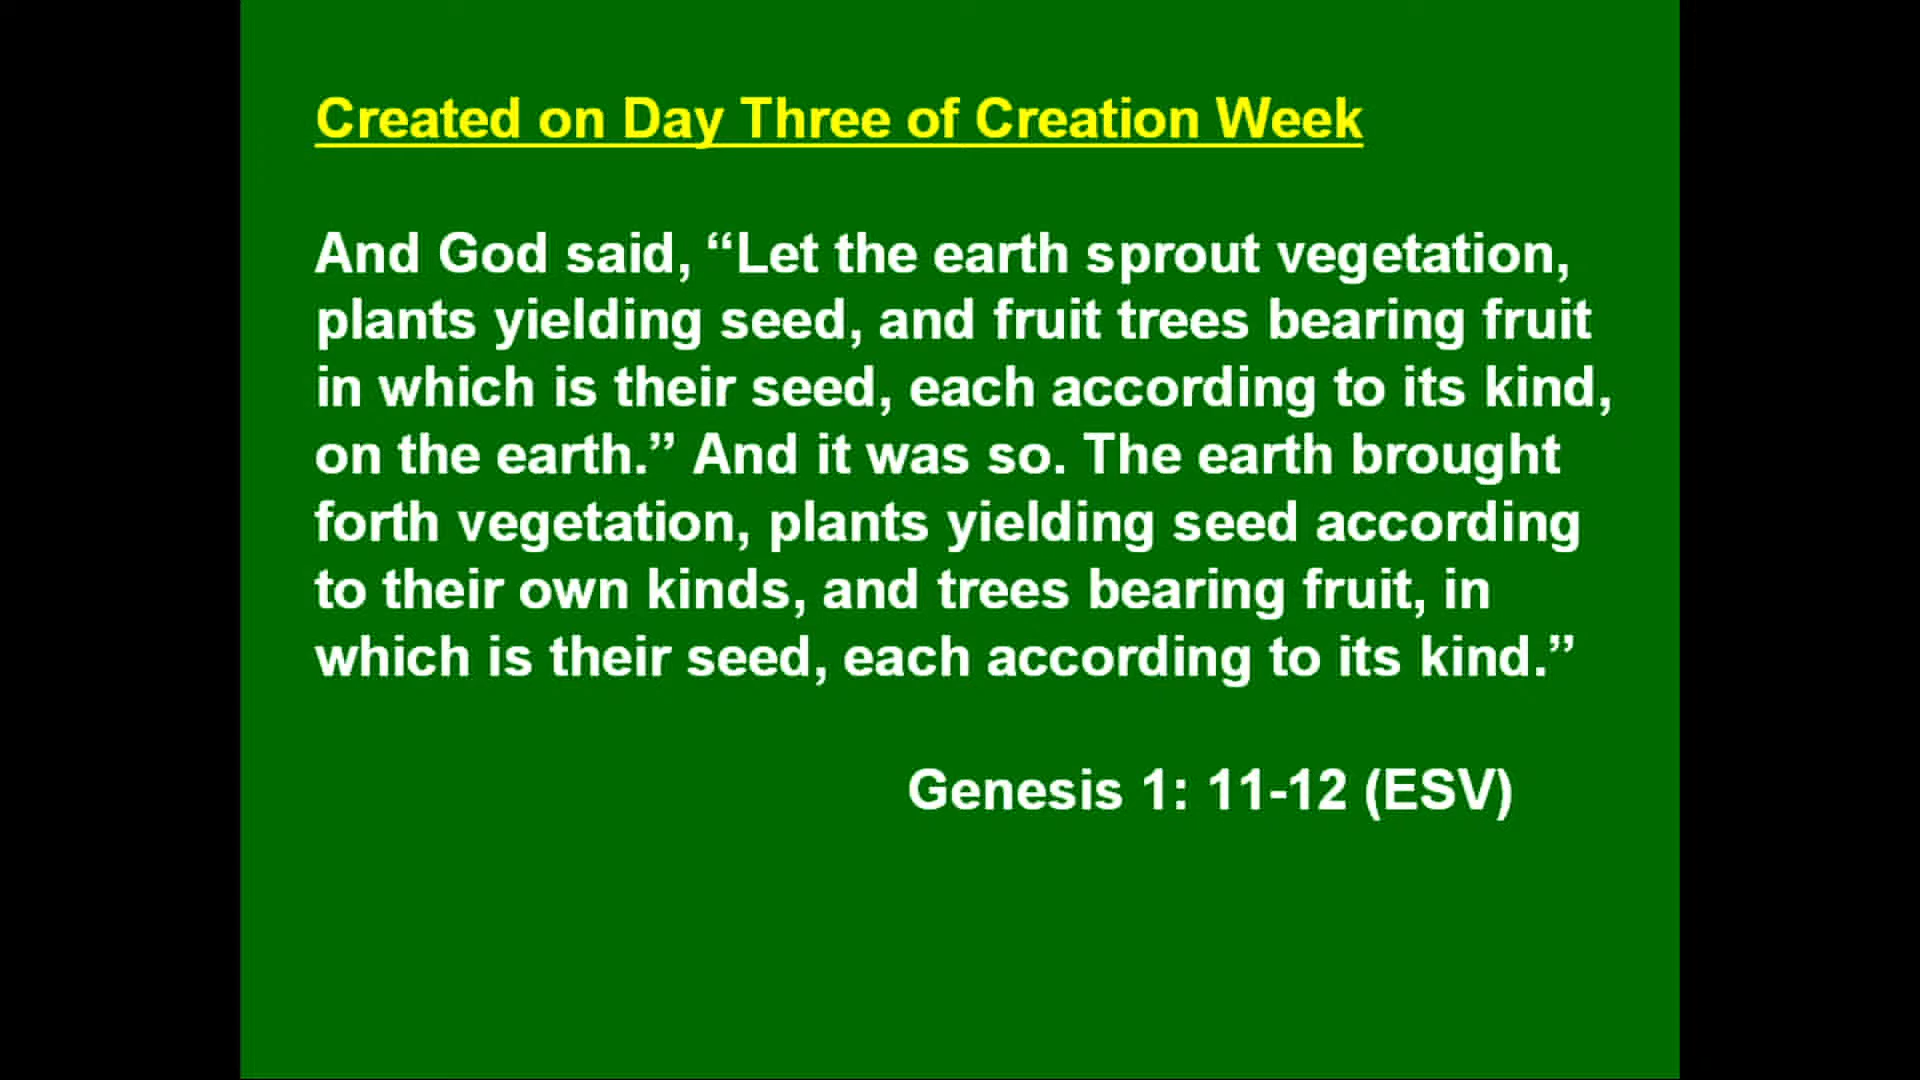 Created on Day Three of Creation Week
And God said, “Let the earth sprout vegetation,
plants yielding seed, and fruit trees bearing fruit
in which is their seed, each according to its kind,
on the earth.” And it was so. The earth brought
forth vegetation, plants yielding seed according
to their own kinds, and trees bearing fruit, in
which is their seed, each according to its kind.”
Genesis 1: 11-12 (ESV)